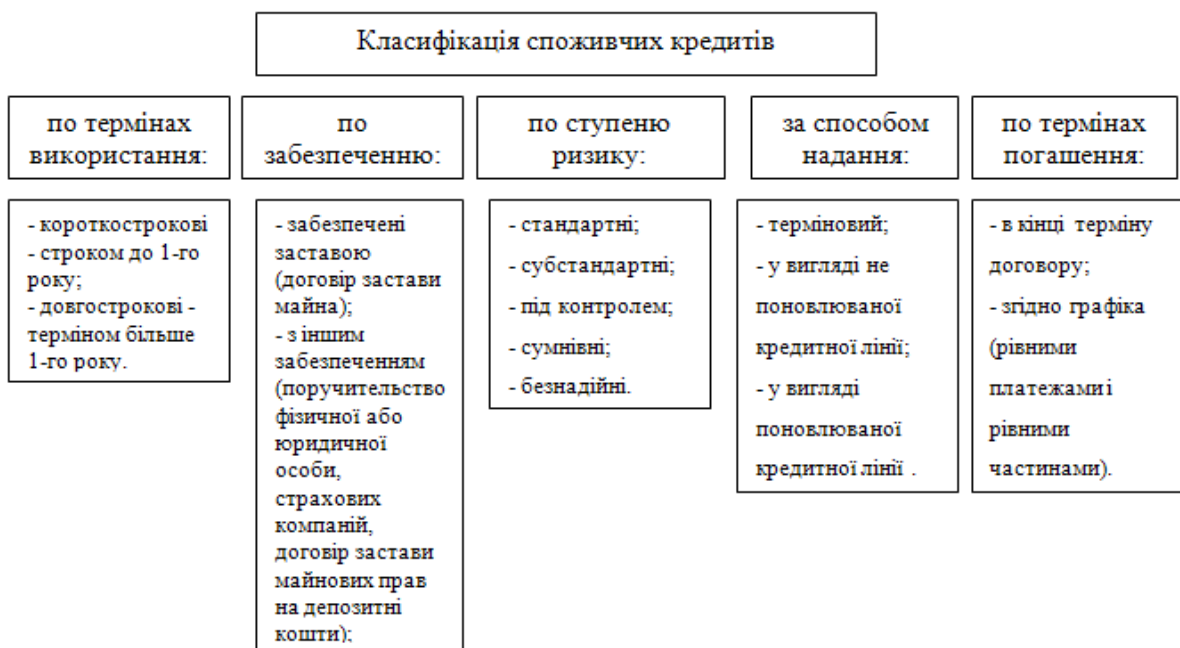 Класифікація споживчих кредитів
по термінах
використання:
по
забезпеченню:
по ступеню
ризику:
за способом
надання:
по термінах
погашення:
- короткострокові
- строком до 1-го
року;
- довгострокові -
терміном більше
1-го року.
- забезпечені
заставою
(договір застави
майна);
- з іншим
забезпеченням
(поручительство
фізичної або
юридичної
особи,
страхових
компаній,
договір застави
майнових прав
на депозитні
кошти);
- стандартні;
- субстандартні;
- під контролем;
- сумнівні;
- безнадійні.
- терміновий;
- у вигляді не
поновлюваної
кредитної лінії;
- у вигляді
поновлюваної
кредитної лінії .
- в кінці терміну
договору;
- згідно графіка
(рівними
платежами і
рівними
частинами).